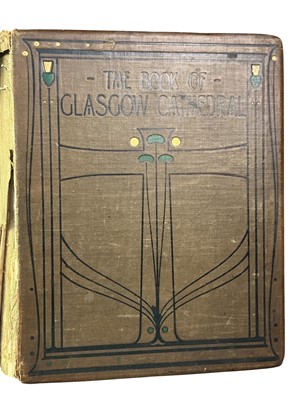 - THE BOOK OF -
GLASGOW CATHEDRAL